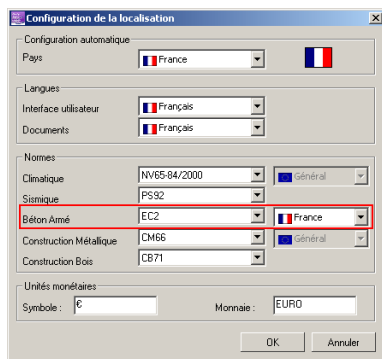 Configuration de la localisation
Configuration automatique
Pays France
Langues
Interface utilisateur Français
Documents Français
Normes
Climatique NV65-84/2000 Général
Sismique PS92
Béton Armé EC2 France
Construction Métallique CM66 Général
Construction Bois CB71
Unités monétaires
Symbole : € Monnaie : EURO
OK Annuler